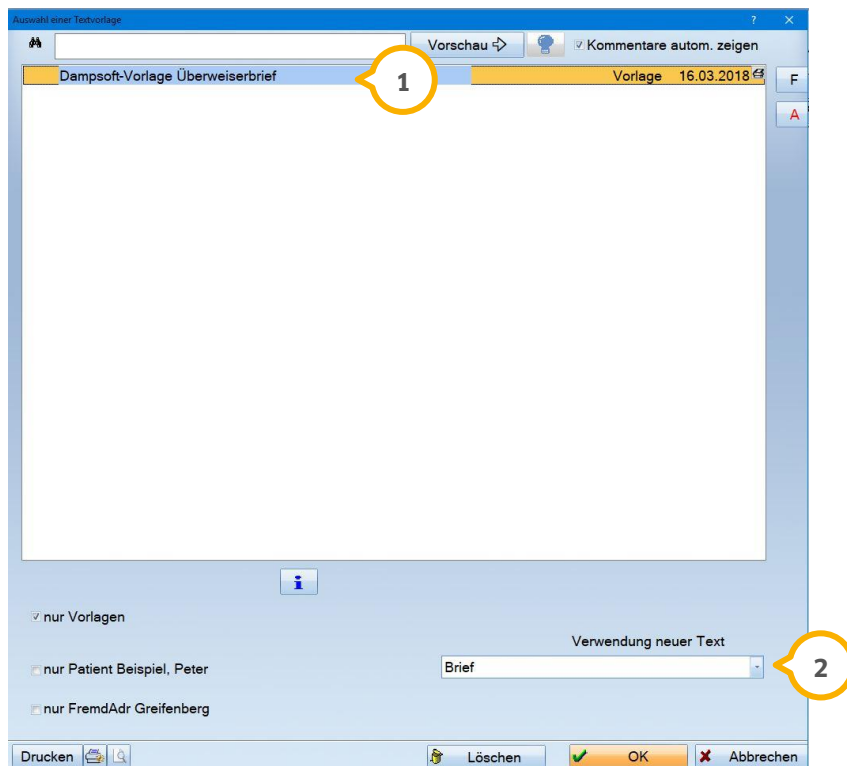 Auswahl einer Textvorlage ?
Vorschau Kommentare autom. zeigen
Dampsoft-Vorlage Überweiserbrief 1 Vorlage 16.03.2018
F
A
i
nur Vorlagen
Verwendung neuer Text
nur Patient Beispiel, Peter Brief 2
nur FremdAdr Greifenberg
Drucken Löschen OK Abbrechen